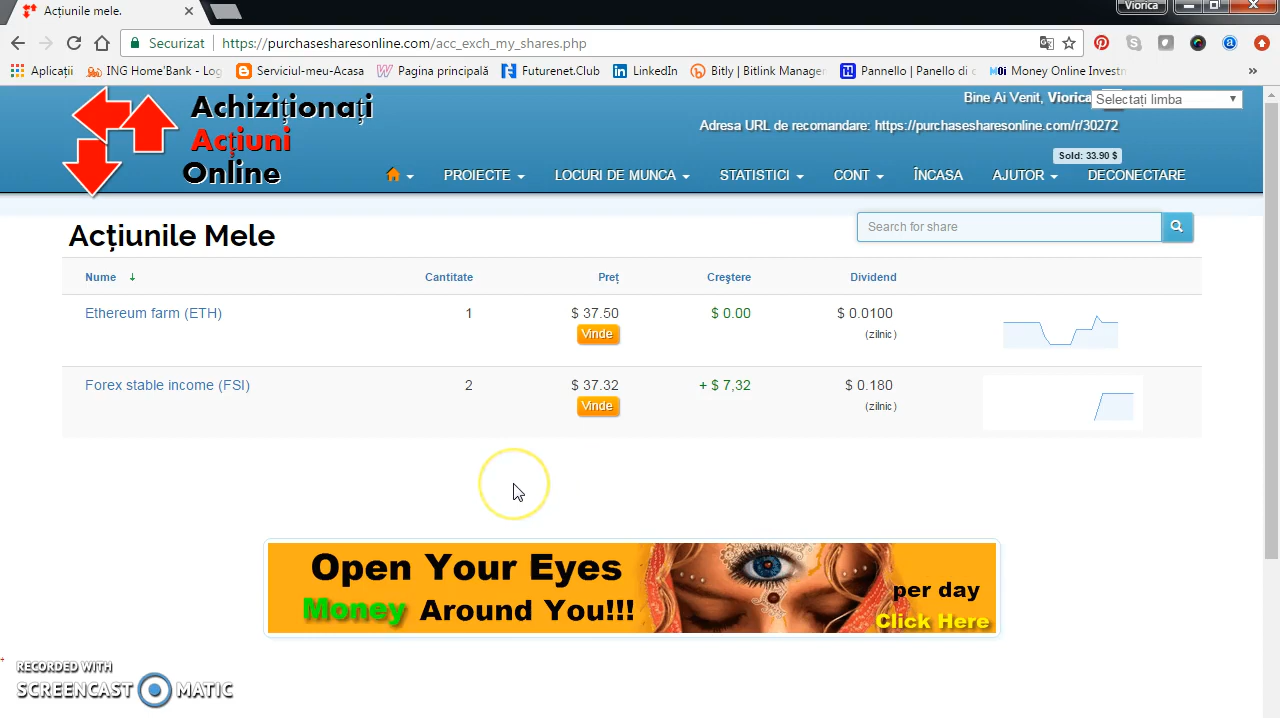 Acțiunile mele.
Viorica
Securizat
https://purchasesharesonline.com/acc_exch_my_shares.php
Aplicații ING Home'Bank - Log Serviciul-meu-Acasa Pagina principală Futurenet.Club LinkedIn Bitly | Bitlink Manager Pannello / Panou di c Money Online Investm »
Achiziționați
Acțiuni
Online
Bine Ai Venit, Viorica
Selectați limba
Adresa URL de recomandare: https://purchasesharesonline.com/r/30272
Sold: 33.90 $
PROIECTE LOCURI DE MUNCA STATISTICI CONT ÎNCASA AJUTOR DECONECTARE
Acțiunile Mele
Search for share
Nume ↓ Cantitate Preț Creștere Dividend
Ethereum farm (ETH) 1 $ 37.50 $ 0.00 $ 0.0100
Vinde (zilnic)
Forex stable income (FSI) 2 $ 37.32 + $ 7,32 $ 0.180
Vinde (zilnic)
Open Your Eyes
Money Around You!!!
per day
Click Here
RECORDED WITH
SCREENCAST MATIC